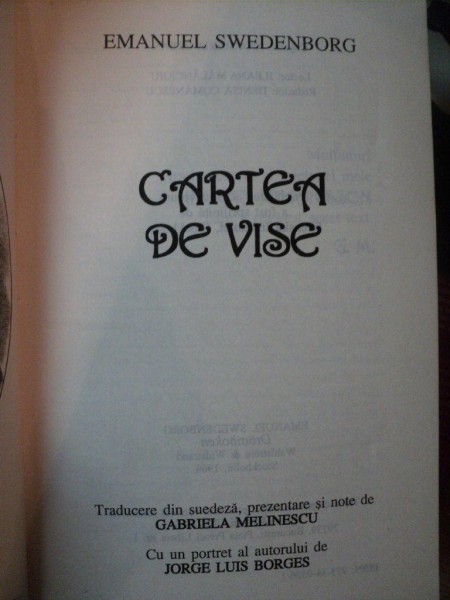 EMANUEL SWEDENBORG
CARTEA
DE VISE
Traducere din suedeză, prezentare și note de
GABRIELA MELINESCU
Cu un portret al autorului de
JORGE LUIS BORGES